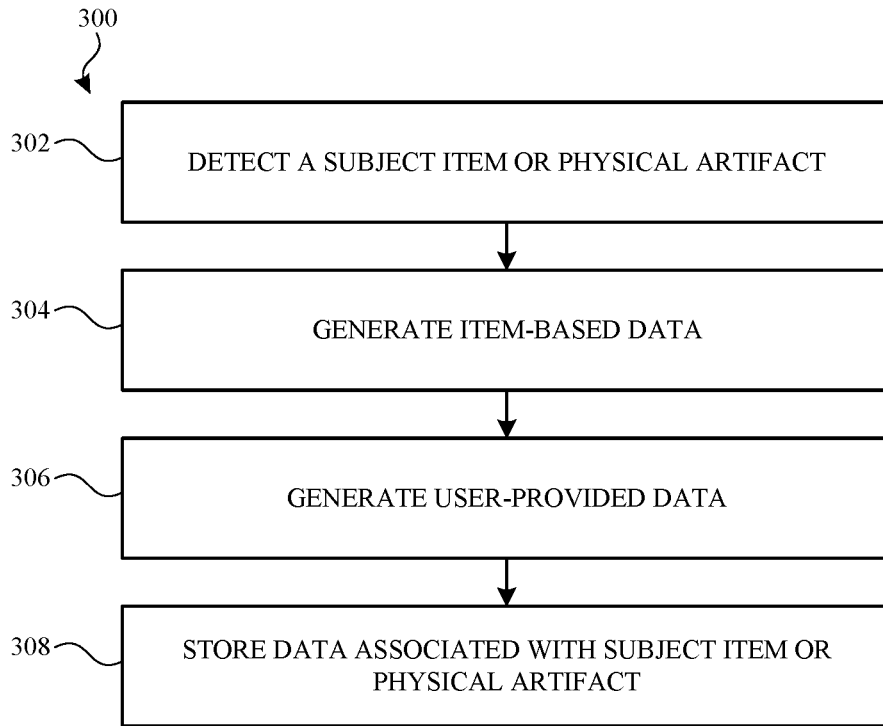 300
302
DETECT A SUBJECT ITEM OR PHYSICAL ARTIFACT
304
GENERATE ITEM-BASED DATA
306
GENERATE USER-PROVIDED DATA
308
STORE DATA ASSOCIATED WITH SUBJECT ITEM OR
PHYSICAL ARTIFACT